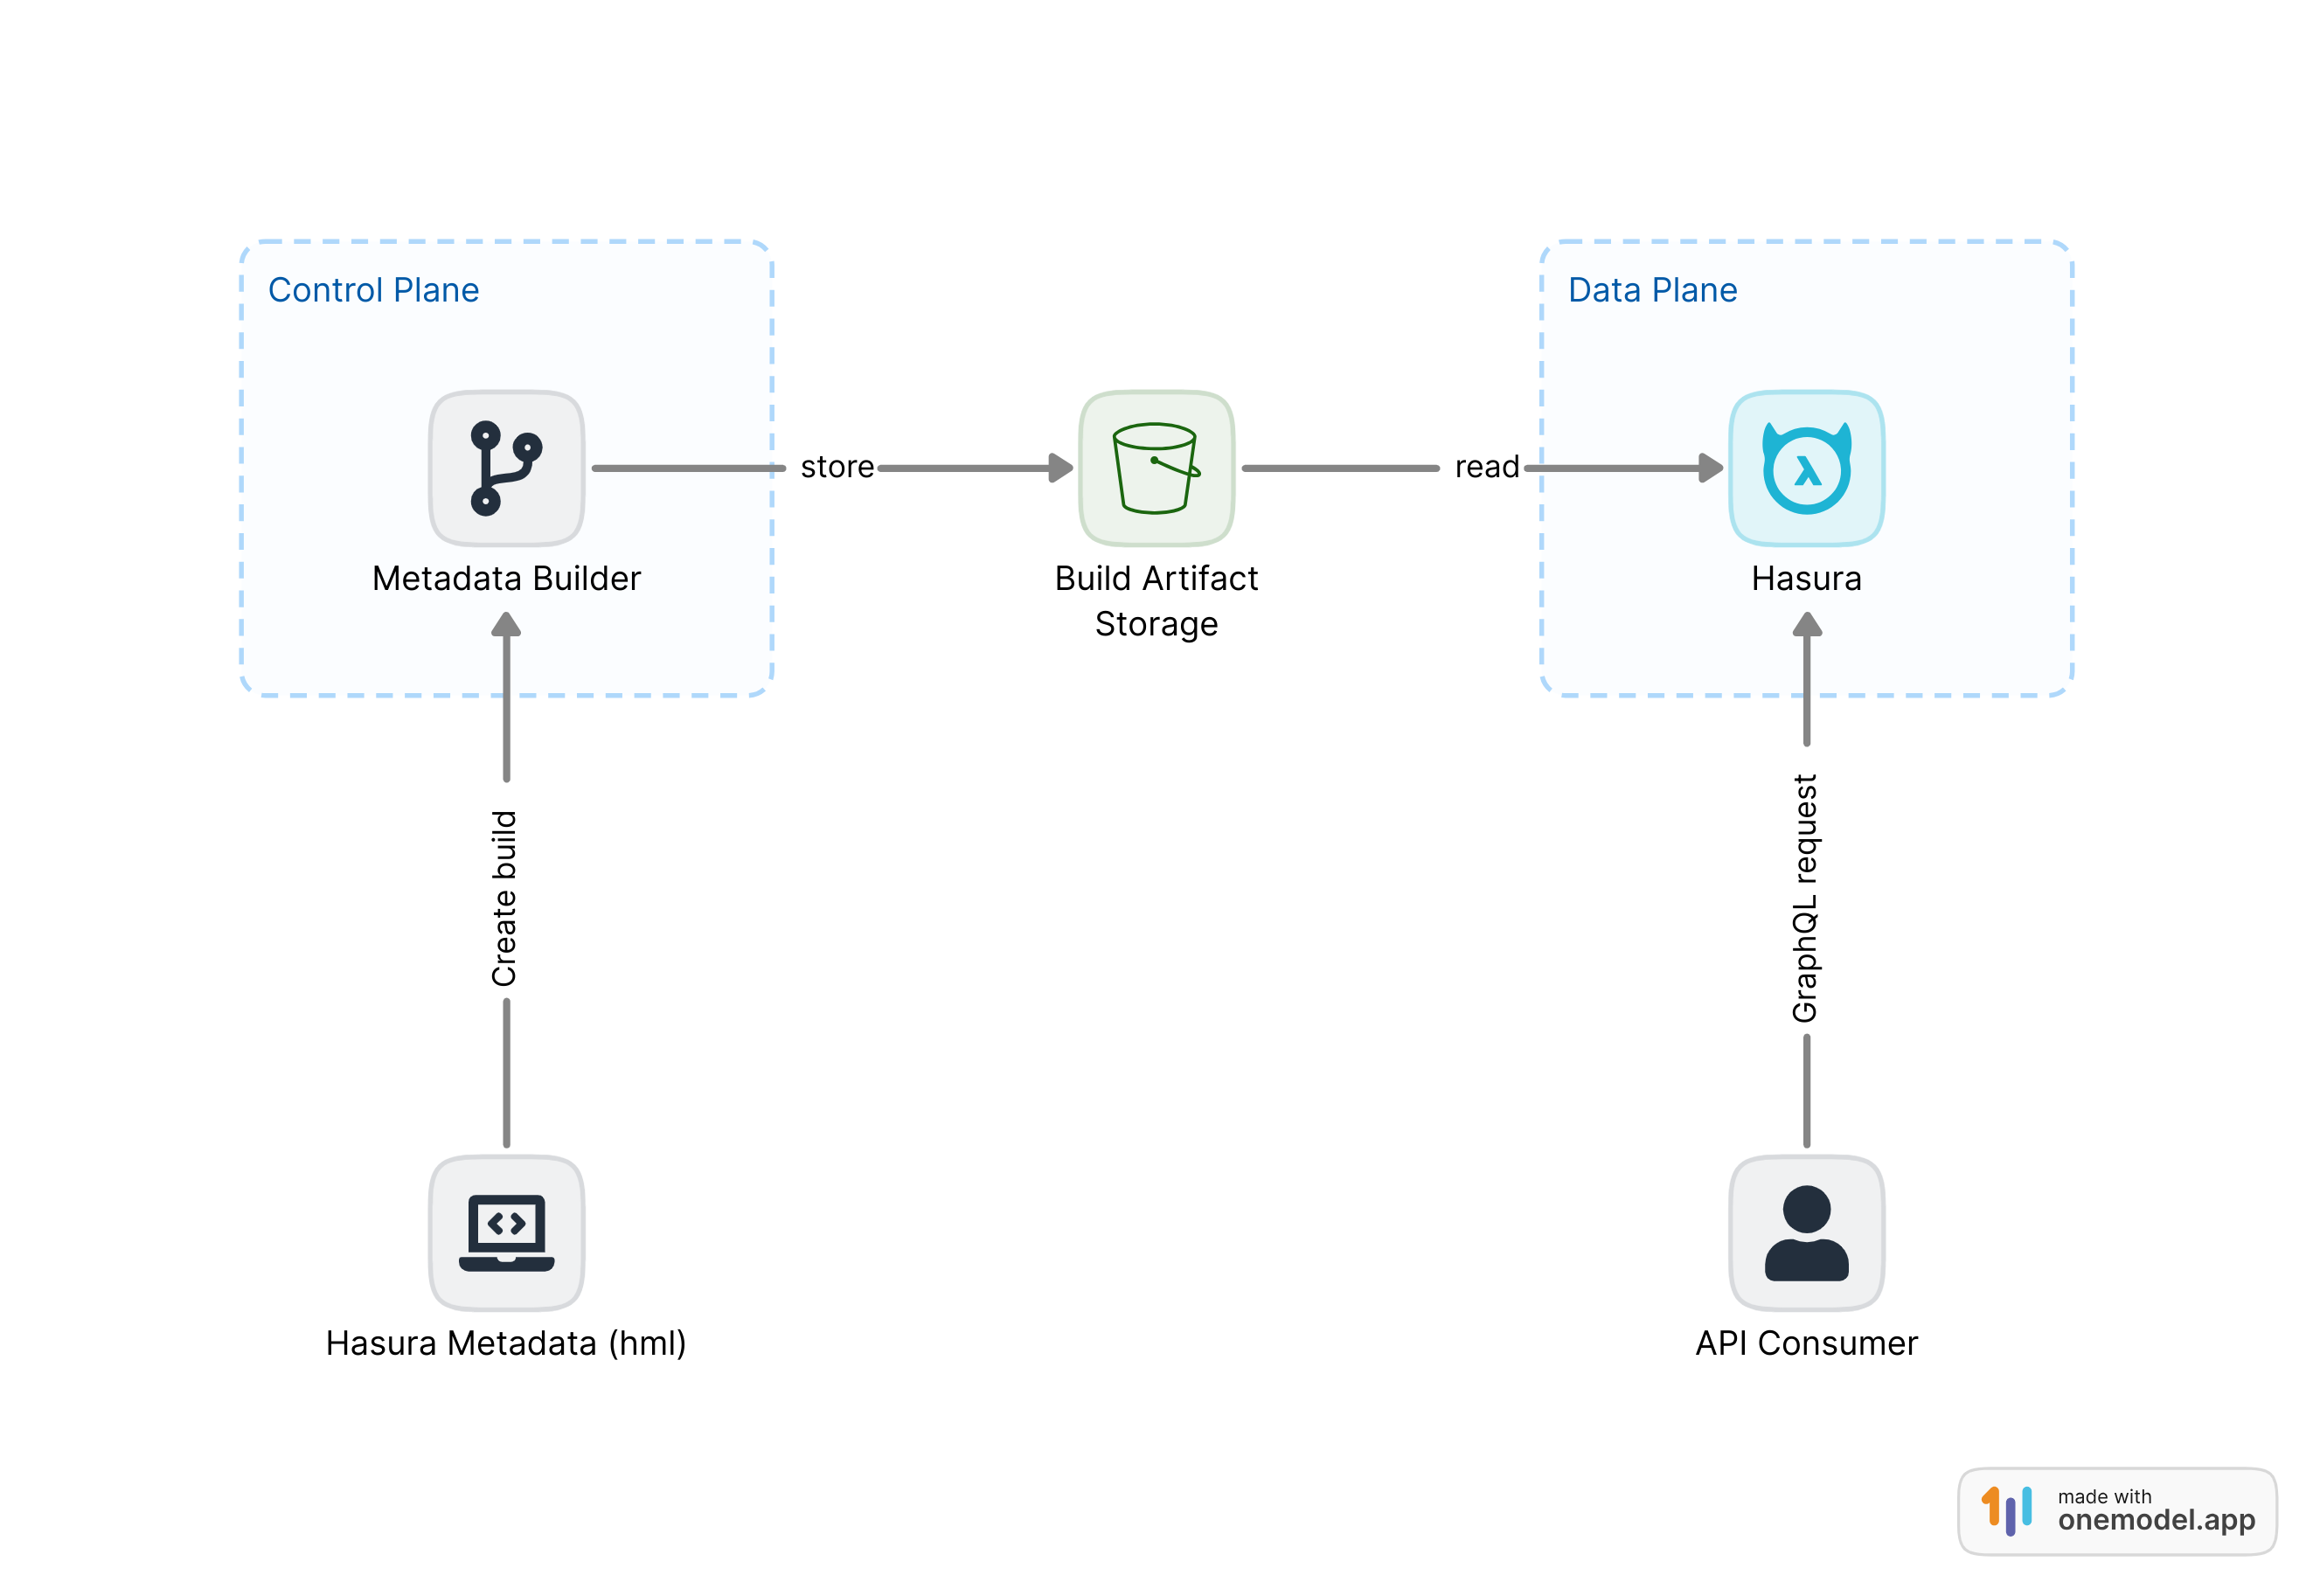 Control Plane
Data Plane
store
read
Metadata Builder
Build Artifact
Storage
Hasura
Create build
GraphQL request
Hasura Metadata (hml)
API Consumer
made with
onemodel.app